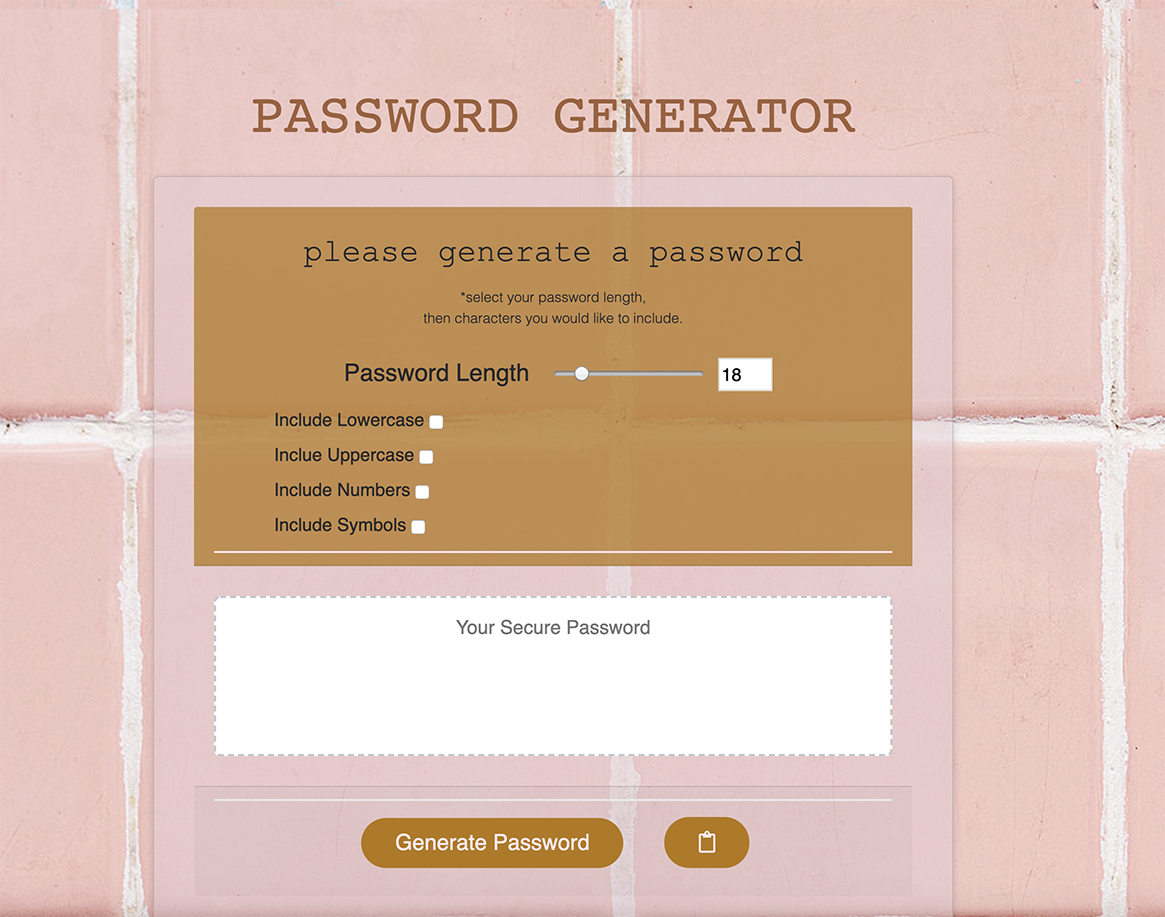 PASSWORD GENERATOR
please generate a password
*select your password length,
then characters you would like to include.
Password Length 18
Include Lowercase
Inclue Uppercase
Include Numbers
Include Symbols
Your Secure Password
Generate Password